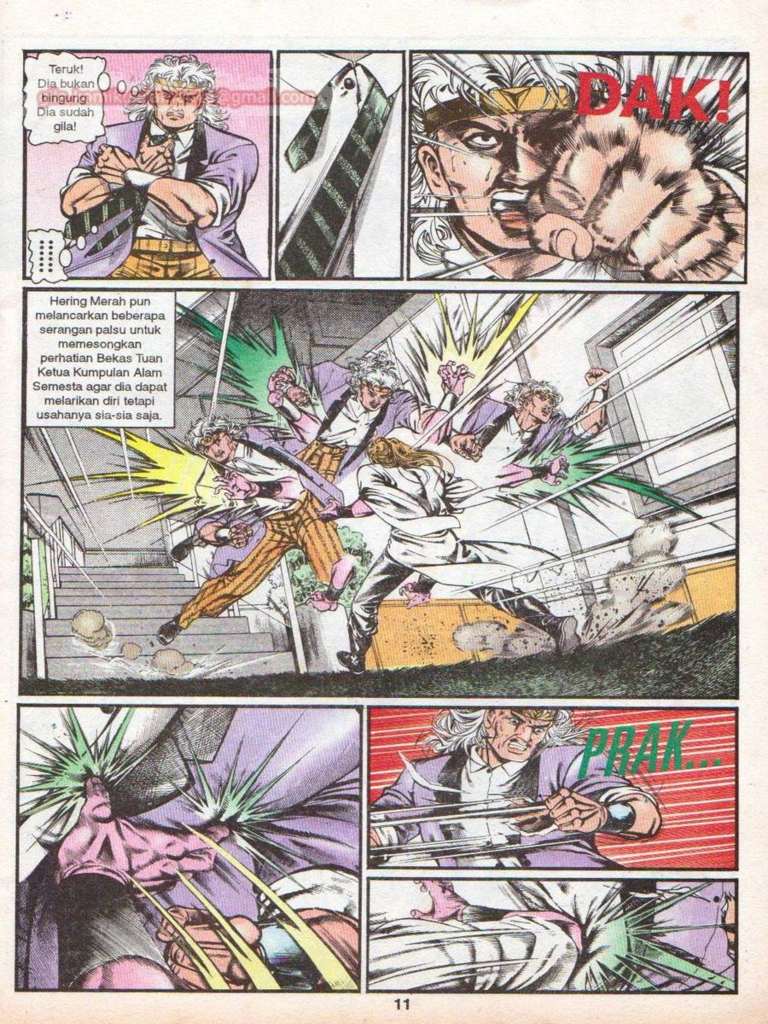 Teruk!
Dia bukan
bingung.
Dia sudah
gila!
!!!!
DAK!
Hering Merah pun
melancarkan beberapa
serangan palsu untuk
memesongkan
perhatian Bekas Tuan
Ketua Kumpulan Alam
Semesta agar dia dapat
melarikan diri tetapi
usahanya sia-sia saja.
PRAK...
11